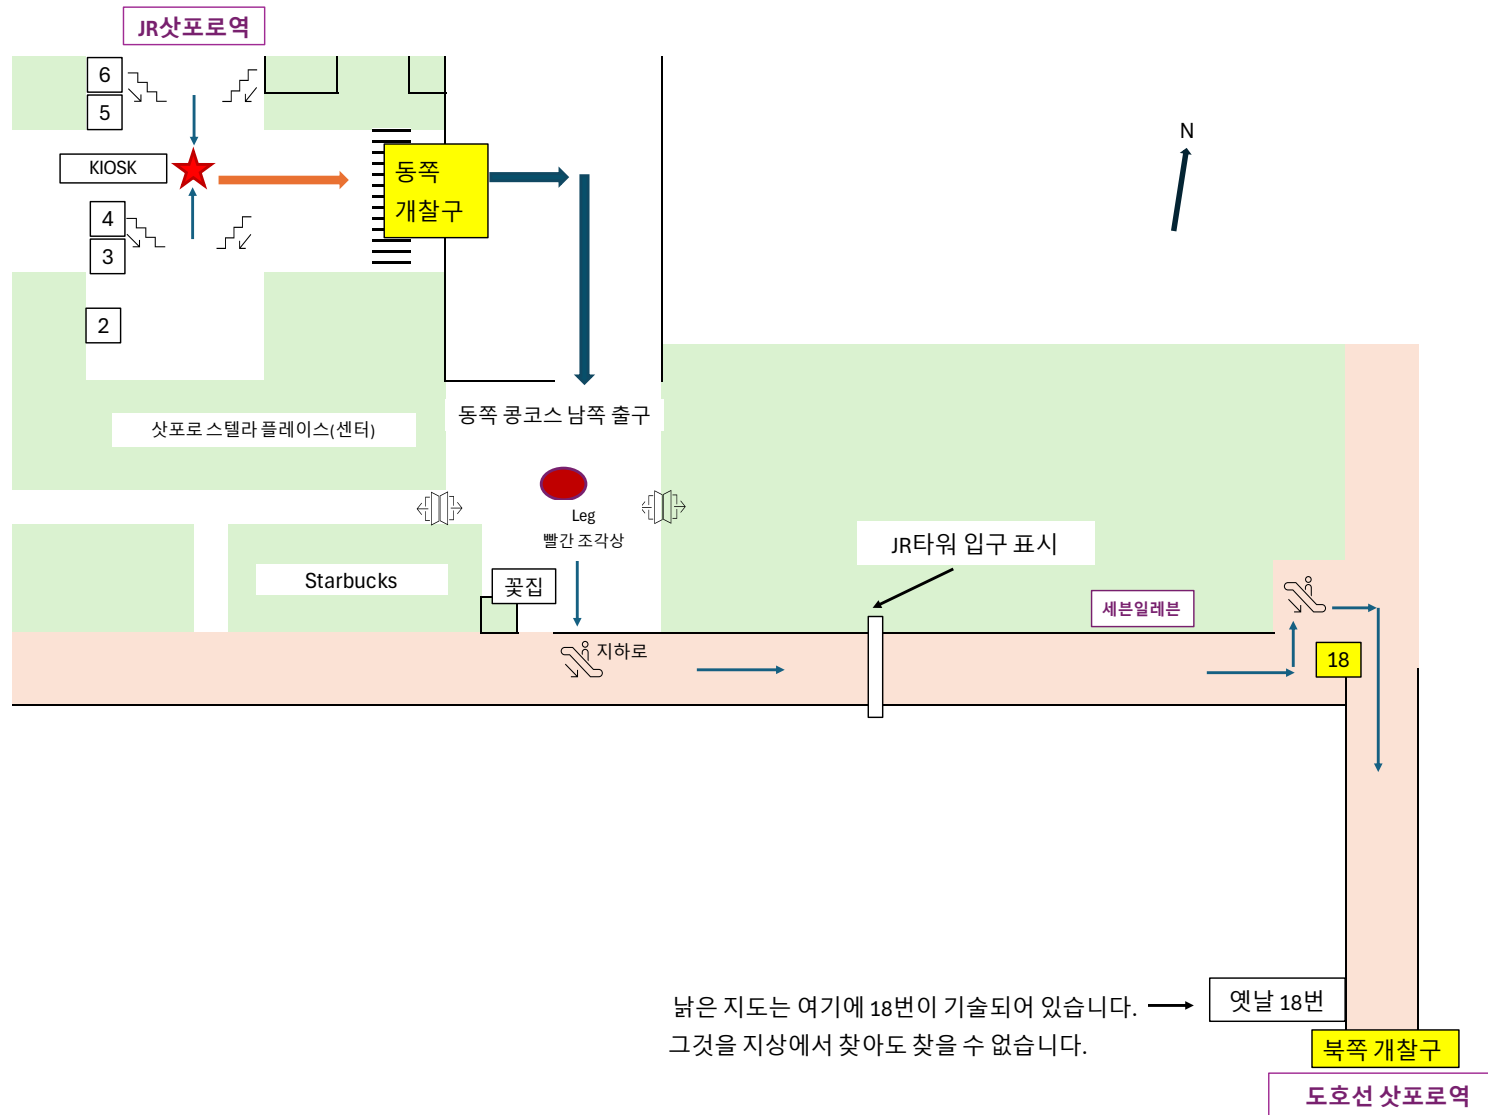 JR삿포로역
6
5
KIOSK
4
3
2
동쪽
개찰구
N
동쪽 콩코스 남쪽 출구
삿포로 스텔라 플레이스(센터)
Leg
빨간 조각상
Starbucks
꽃집
JR타워 입구 표시
세븐일레븐
지하로
18
낡은 지도는 여기에 18번이 기술되어 있습니다.
그것을 지상에서 찾아도 찾을 수 없습니다.
옛날 18번
북쪽 개찰구
도호선 삿포로역